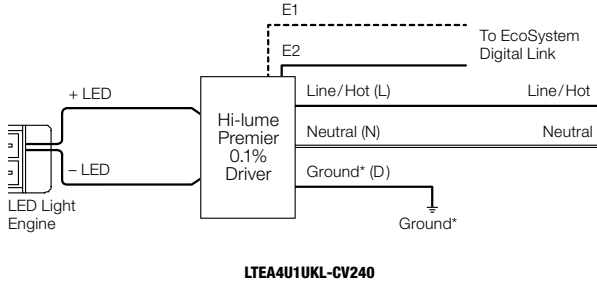 E1
To EcoSystem
Digital Link
E2
+ LED
Line/Hot (L)
Line/Hot
Hi-lume
Premier
0.1%
Driver
Neutral (N)
Neutral
– LED
Ground* (D)
LED Light
Engine
Ground*
LTEA4U1UKL-CV240